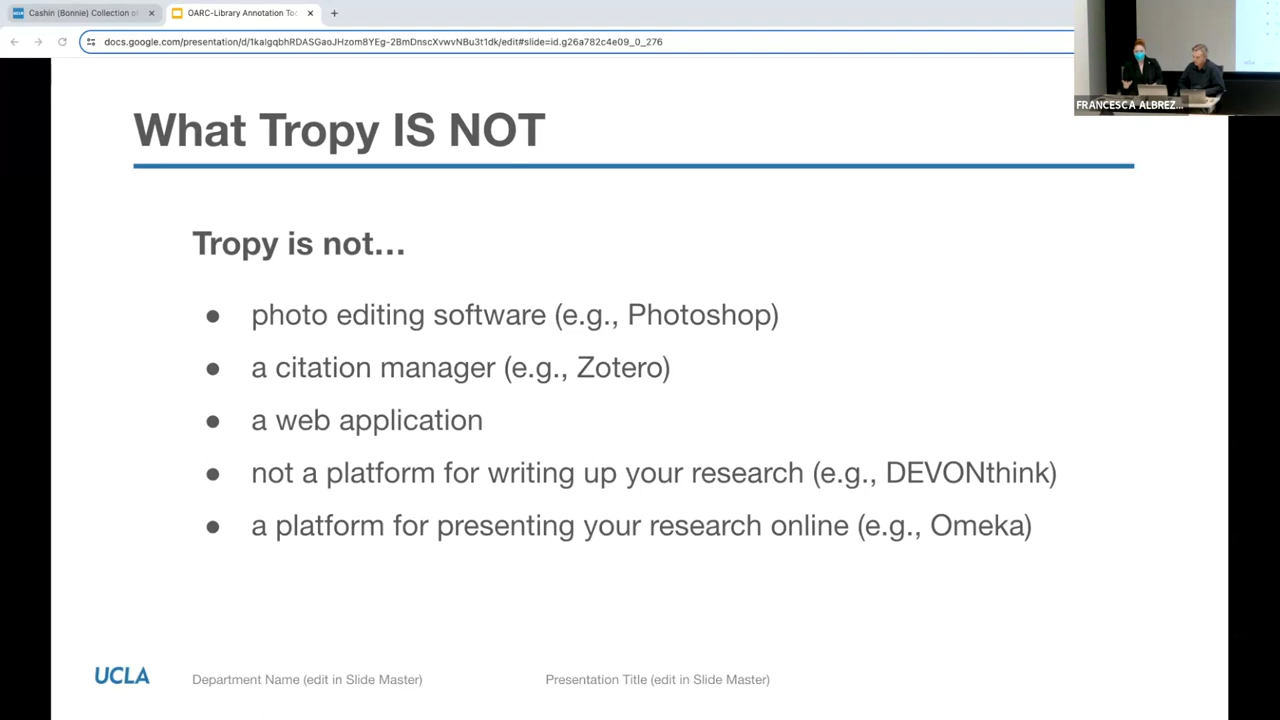 Cashin (Bonnie) Collection of
OARC-Library Annotation Too
docs.google.com/presentation/d/1kaIgqbhRDASGaoJHzom8YEg-2BmDnscXvwvNBu3t1dk/edit#slide=id.g26a782c4e09_0_276
FRANCESCA ALBREZ...
What Tropy IS NOT
Tropy is not...
● photo editing software (e.g., Photoshop)
● a citation manager (e.g., Zotero)
● a web application
● not a platform for writing up your research (e.g., DEVONthink)
● a platform for presenting your research online (e.g., Omeka)
UCLA
Department Name (edit in Slide Master)
Presentation Title (edit in Slide Master)